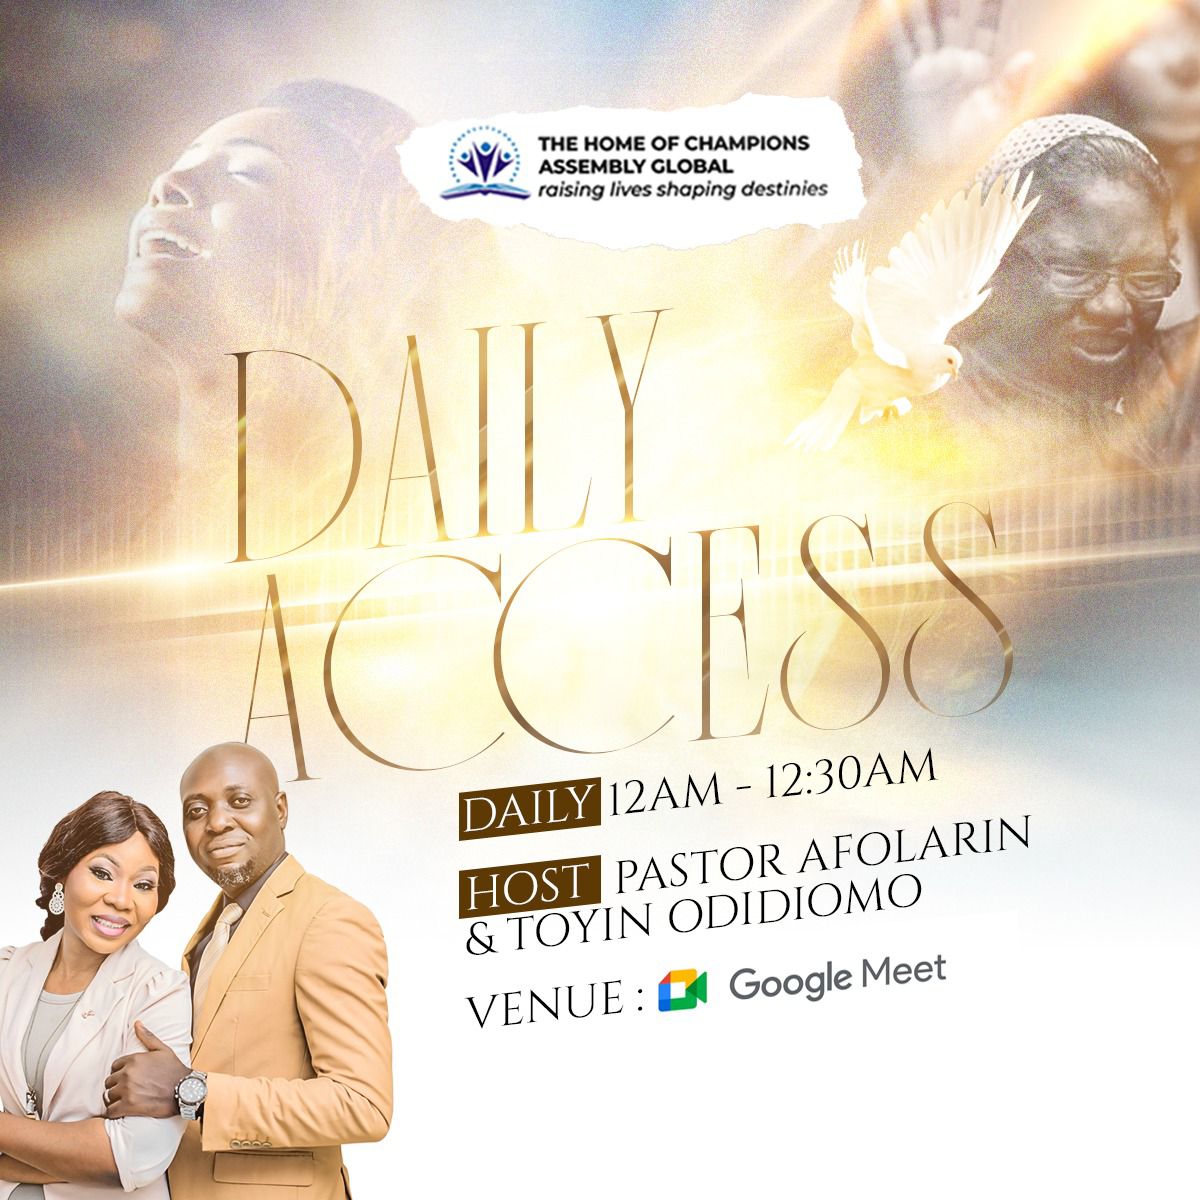 THE HOME OF CHAMPIONS
ASSEMBLY GLOBAL
raising lives shaping destinies
DAILY
ACCESS
DAILY 12AM - 12:30AM
HOST PASTOR AFOLARIN
& TOYIN ODIDIOMO
VENUE : Google Meet